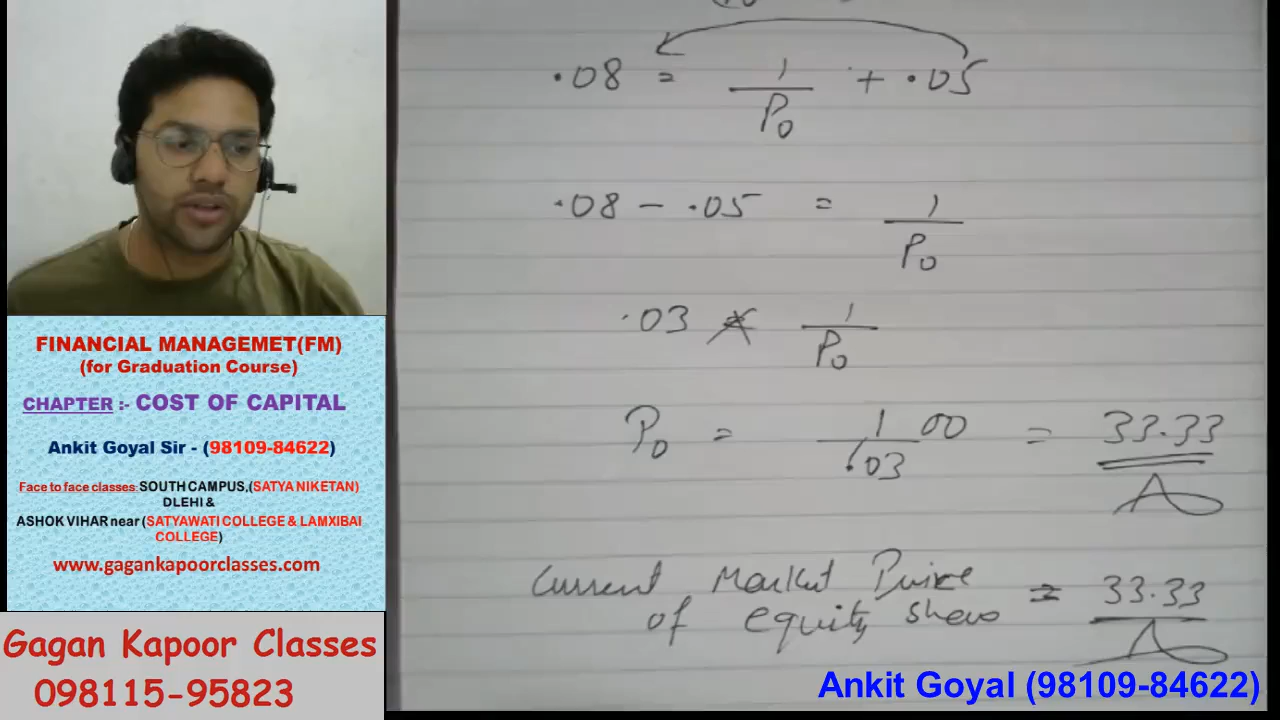 .08 = 1/P0 + .05
.08 - .05 = 1/P0
.03 = 1/P0
P0 = 1 00/.03 = 33.33
Current Market Price
of equity share = 33.33
FINANCIAL MANAGEMET(FM)
(for Graduation Course)
CHAPTER :- COST OF CAPITAL
Ankit Goyal Sir - (98109-84622)
Face to face classes: SOUTH CAMPUS,(SATYA NIKETAN)
DLEHI &
ASHOK VIHAR near (SATYAWATI COLLEGE & LAMXIBAI
COLLEGE)
www.gagankapoorclasses.com
Gagan Kapoor Classes
098115-95823
Ankit Goyal (98109-84622)